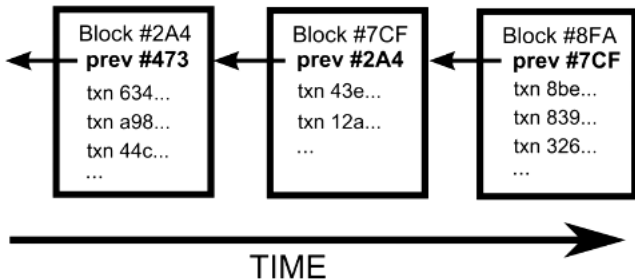 Block #2A4
prev #473
txn 634...
txn a98...
txn 44c...
...
Block #7CF
prev #2A4
txn 43e...
txn 12a...
...
Block #8FA
prev #7CF
txn 8be...
txn 839...
txn 326...
...
TIME